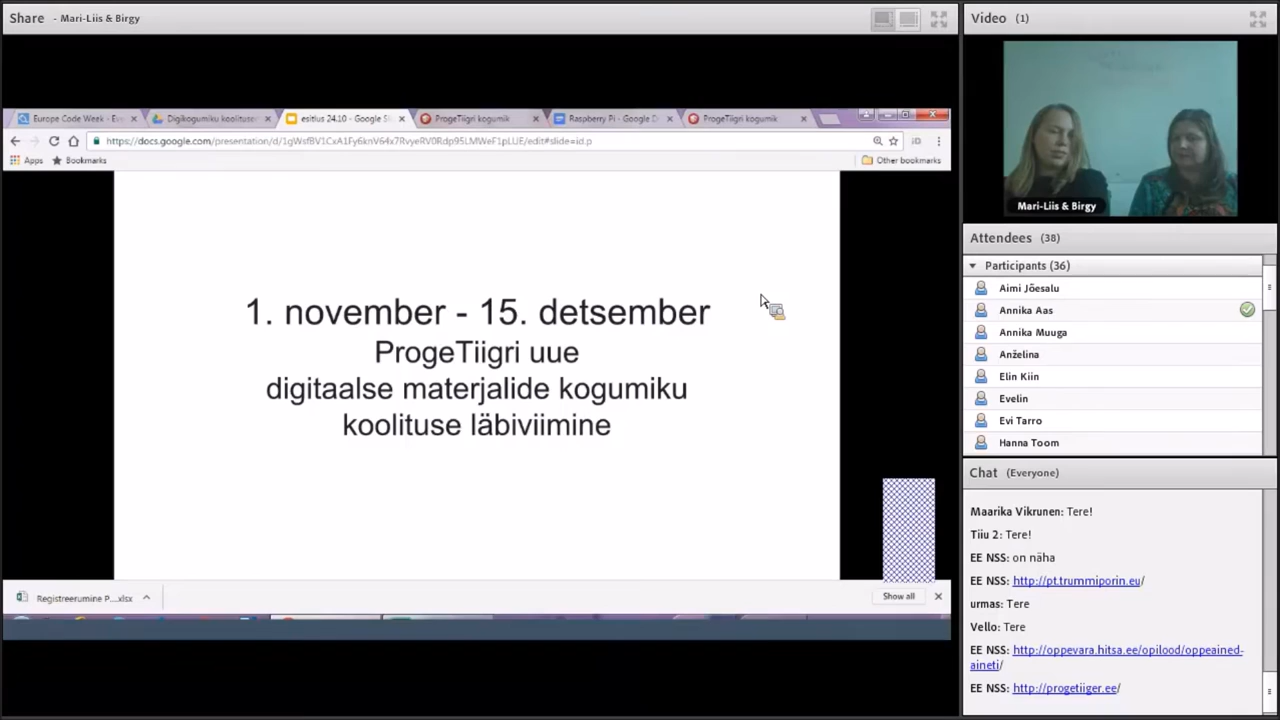 Share - Mari-Liis & Birgy
Europe Code Week - Eve
Digikogumiku koolituse
esitlus 24.10 - Google S
ProgeTiigri kogumik
Raspberry Pi - Google D
ProgeTiigri kogumik
https://docs.google.com/presentation/d/1gWsfBV1CxA1Fy6knV64x7RvyeRV0Rdp95LMWeF1pLUE/edit#slide=id.p
Apps Bookmarks Other bookmarks
1. november - 15. detsember
ProgeTiigri uue
digitaalse materjalide kogumiku
koolituse läbiviimine
Registreerumine P....xlsx
Show all
Video (1)
Mari-Liis & Birgy
Attendees (38)
Participants (36)
Aimi Jõesalu
Annika Aas
Annika Muuga
Anželina
Elin Kiin
Evelin
Evi Tarro
Hanna Toom
Chat (Everyone)
Maarika Vikrunen: Tere!
Tiiu 2: Tere!
EE NSS: on näha
EE NSS: http://pt.trummiporin.eu/
urmas: Tere
Vello: Tere
EE NSS: http://oppevara.hitsa.ee/opilood/oppeained-
aineti/
EE NSS: http://progetiiger.ee/